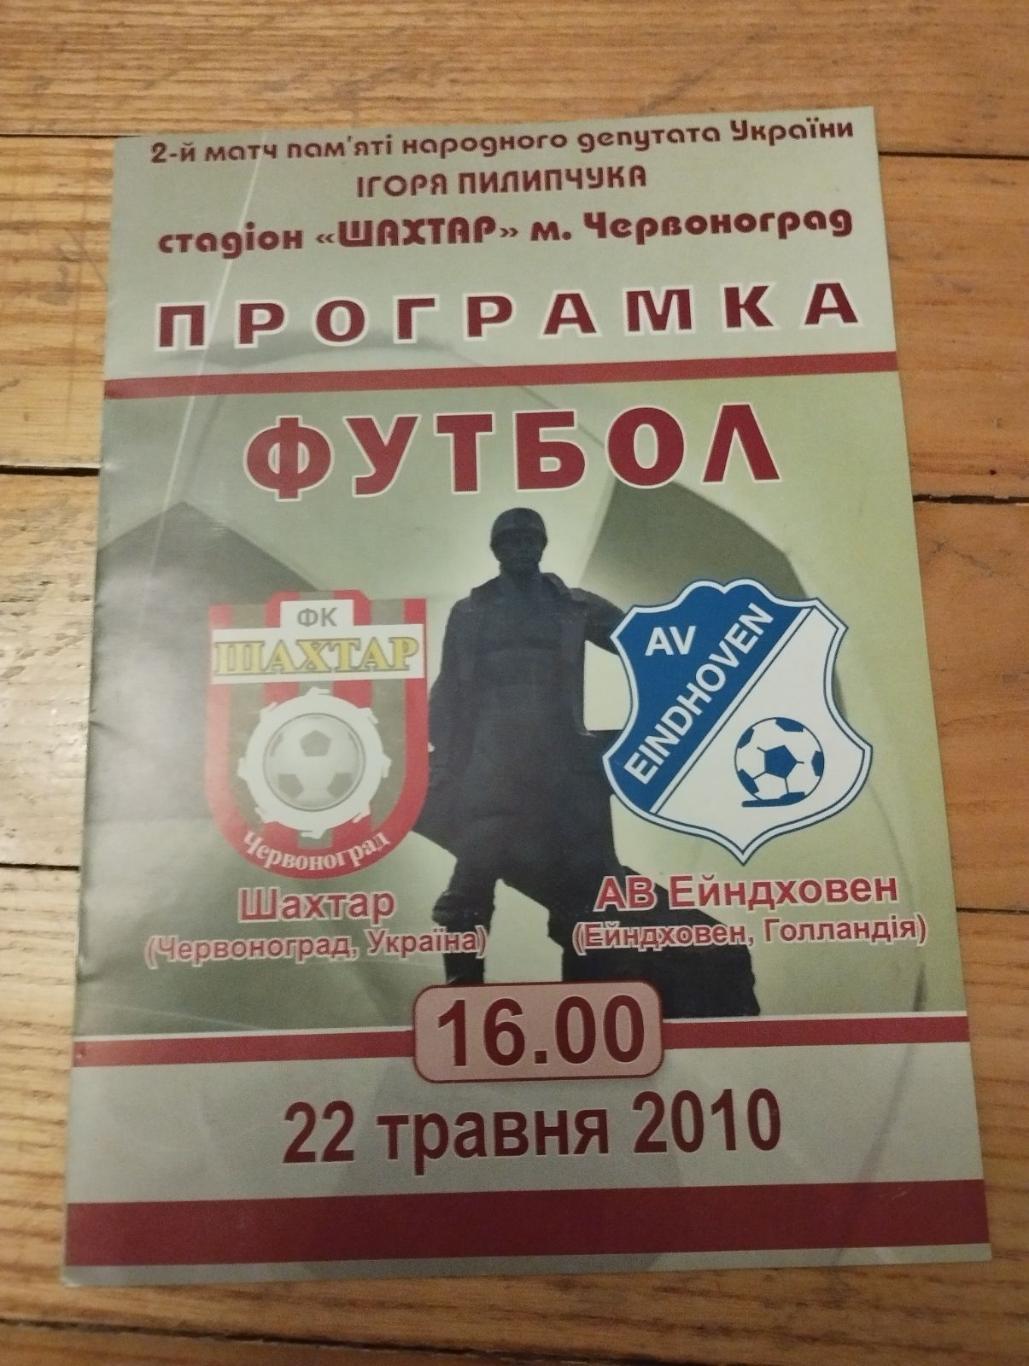 2-й матч пам'яті народного депутата України
ІГОРЯ ПИЛИПЧУКА
стадіон «ШАХТАР» м. Червоноград
ПРОГРАМКА
ФУТБОЛ
ФК
ШАХТАР
Червоноград
AV
EINDHOVEN
Шахтар
(Червоноград, Україна)
АВ Ейндховен
(Ейндховен, Голландія)
16.00
22 травня 2010